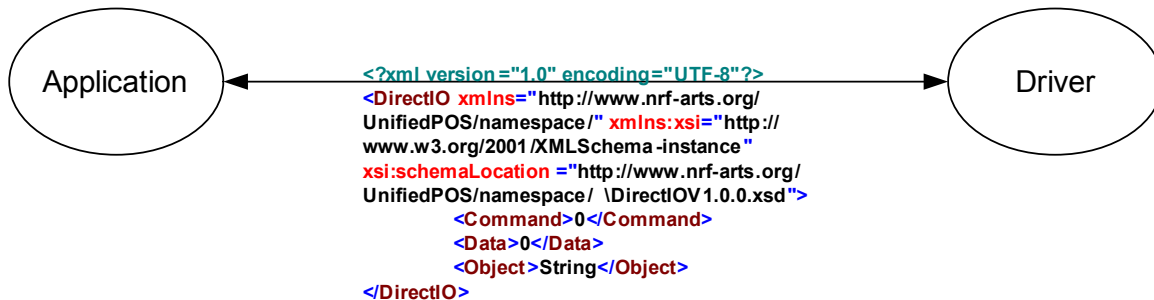 Application
<?xml version="1.0" encoding="UTF-8"?>
<DirectIO xmlns="http://www.nrf-arts.org/
UnifiedPOS/namespace/" xmlns:xsi="http://
www.w3.org/2001/XMLSchema-instance"
xsi:schemaLocation ="http://www.nrf-arts.org/
UnifiedPOS/namespace/ \DirectIOV1.0.0.xsd">
<Command>0</Command>
<Data>0</Data>
<Object>String</Object>
</DirectIO>
Driver